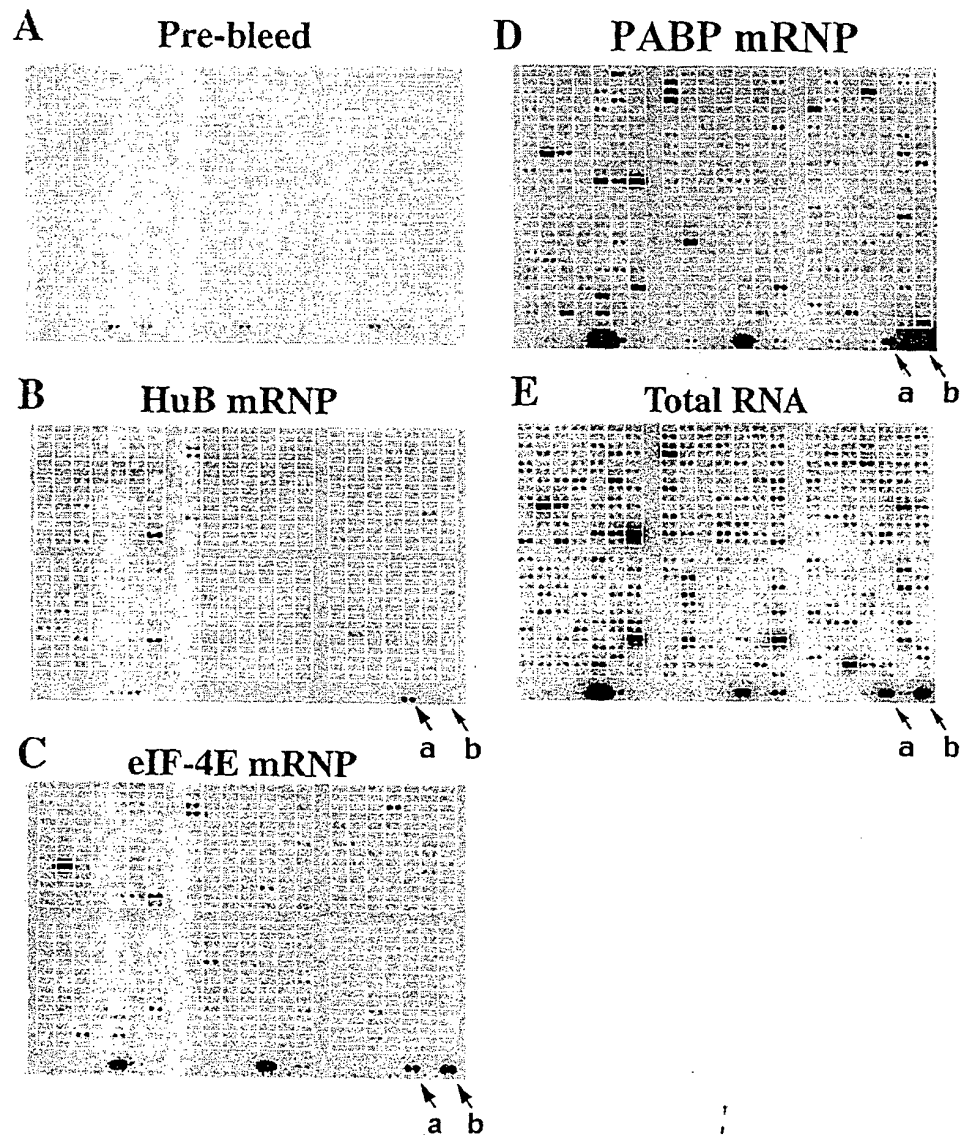 A
Pre-bleed
B
HuB mRNP
a b
C
eIF-4E mRNP
a b
D
PABP mRNP
a b
E
Total RNA
a b